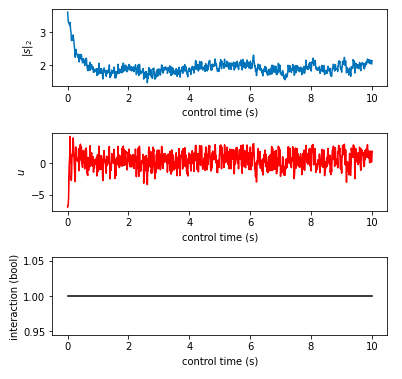 |s|₂
3
2
0 2 4 6 8 10
control time (s)
u
0
−5
0 2 4 6 8 10
control time (s)
interaction (bool)
1.05
1.00
0.95
0 2 4 6 8 10
control time (s)